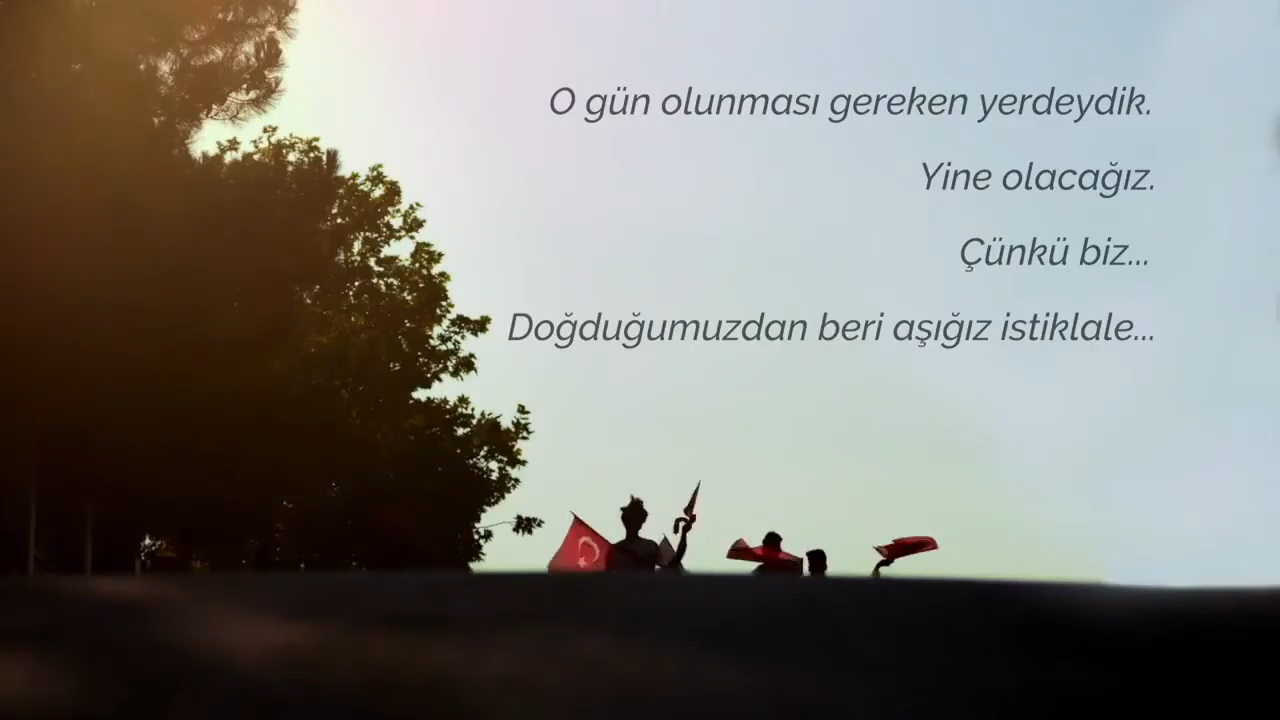 O gün olunması gereken yerdeydik.
Yine olacağız.
Çünkü biz...
Doğduğumuzdan beri aşığız istiklale...